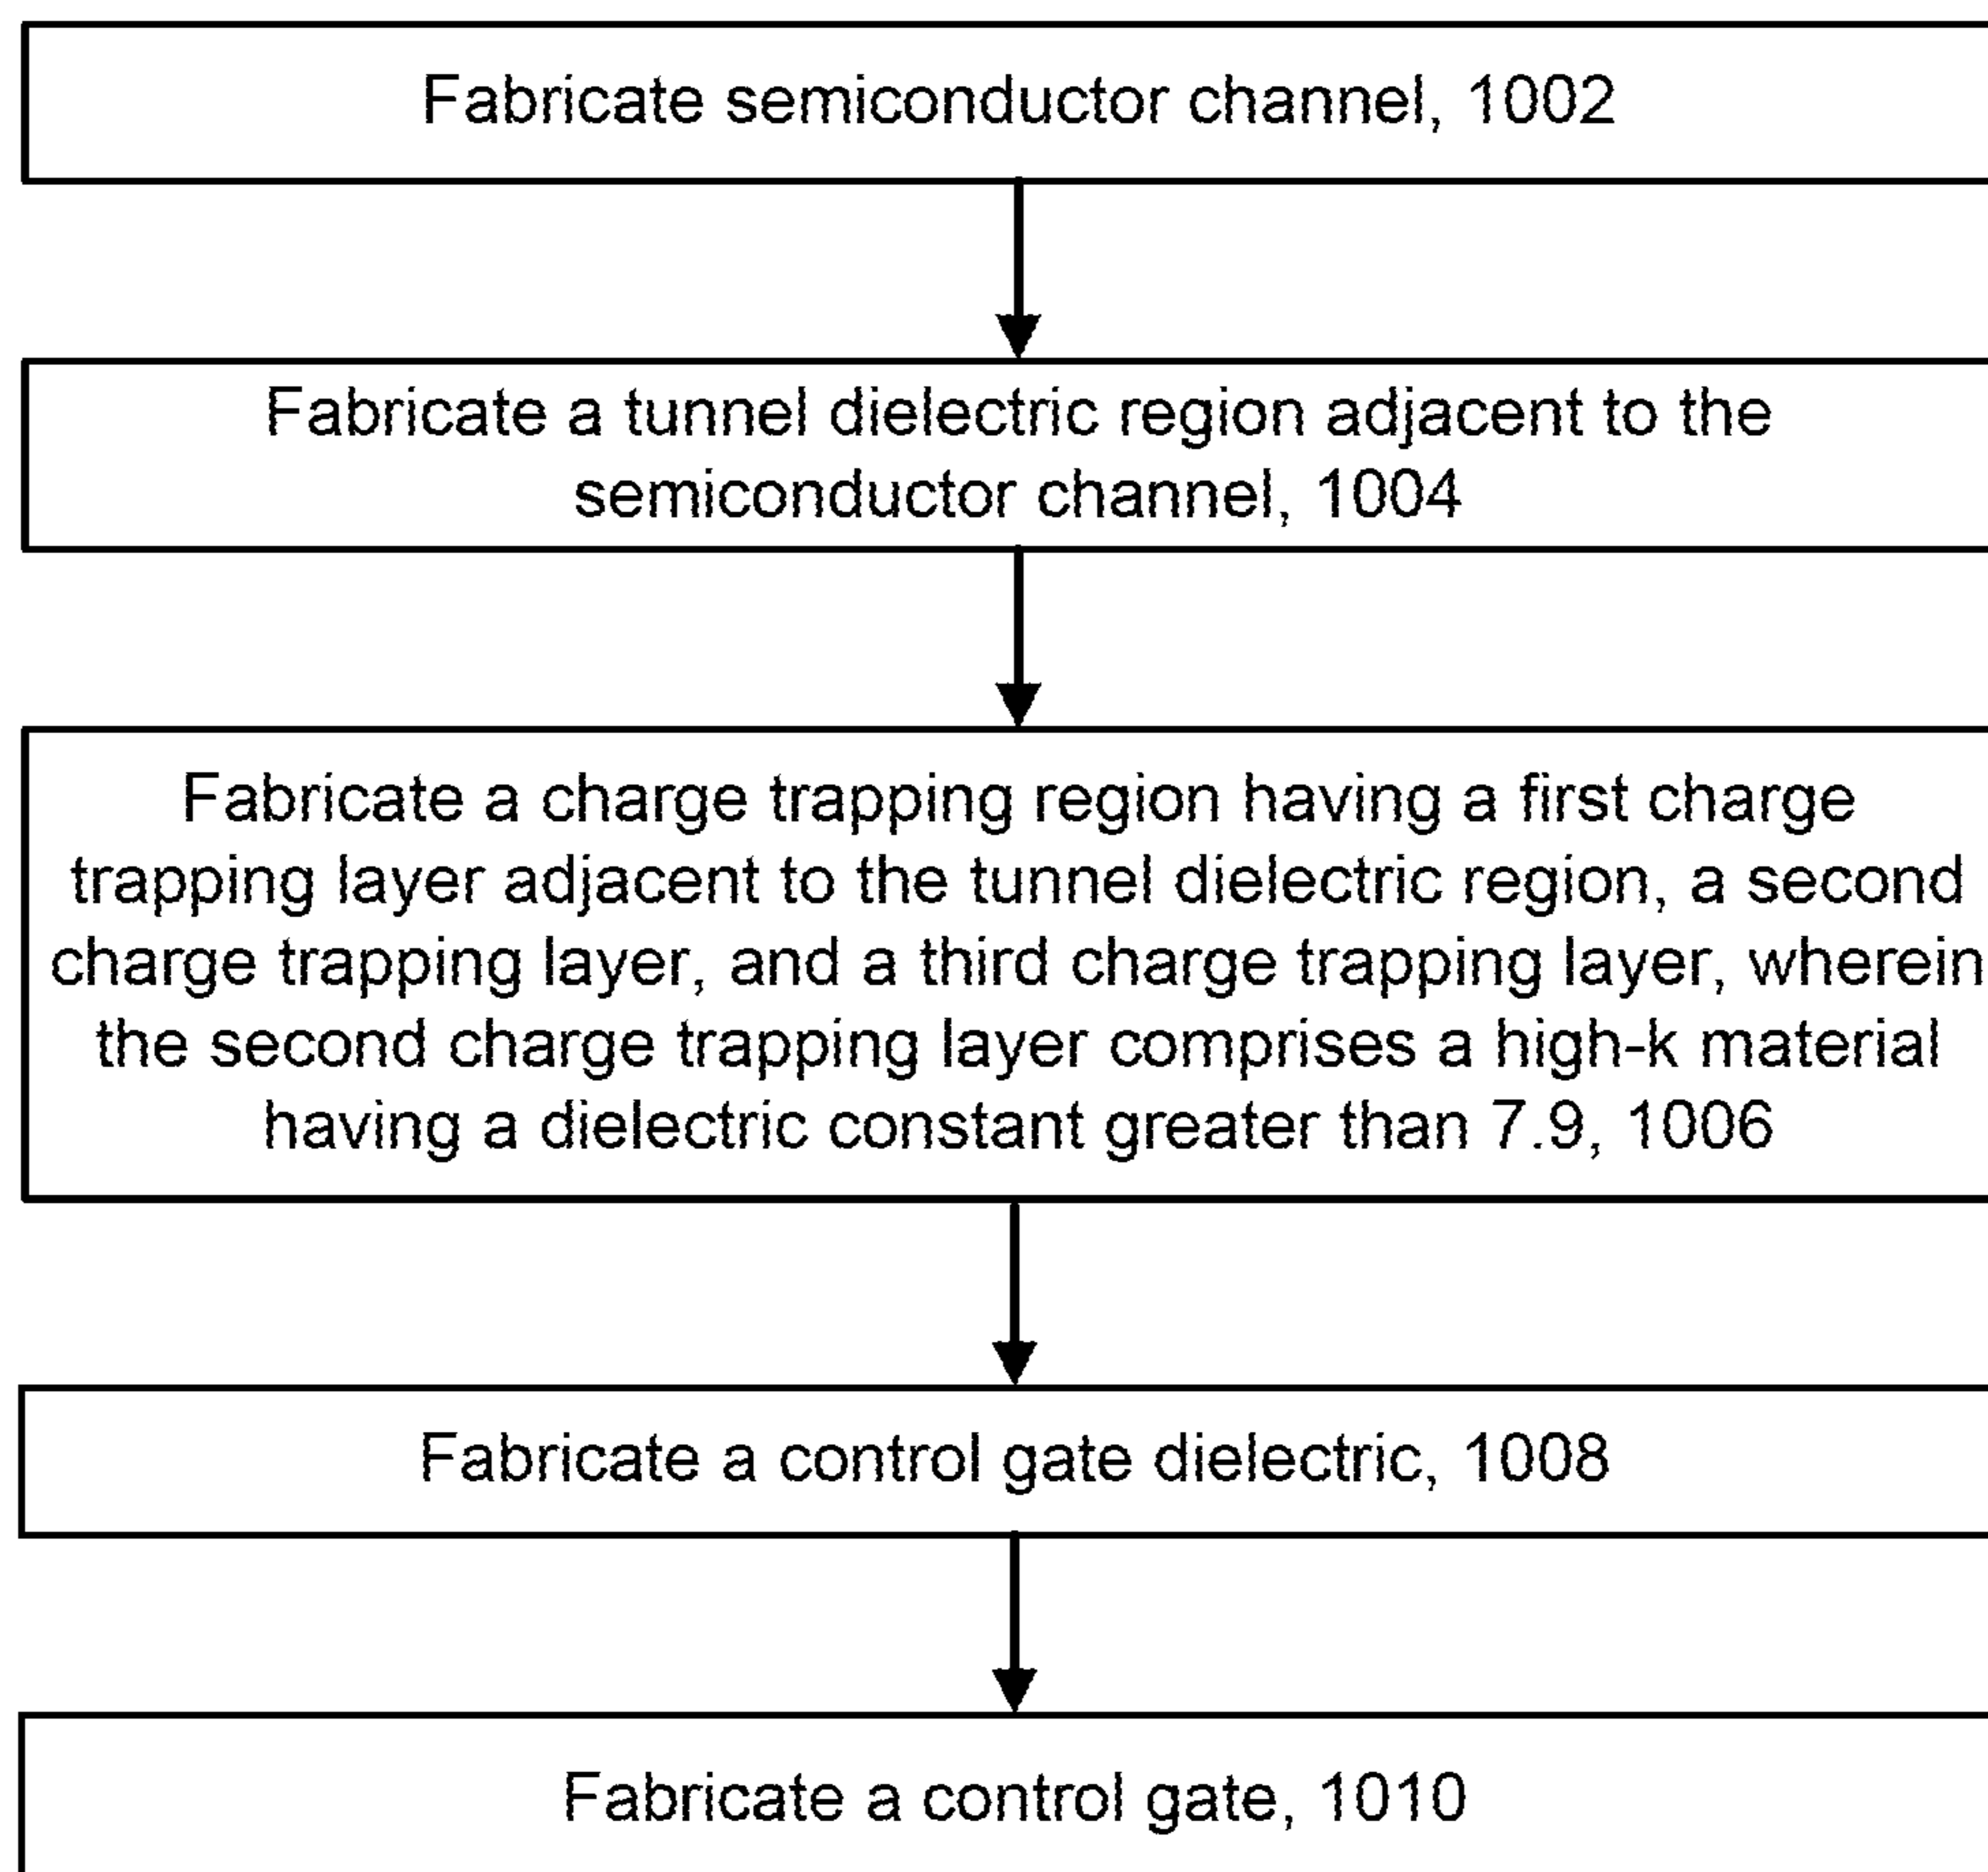 Fabricate semiconductor channel, 1002
Fabricate a tunnel dielectric region adjacent to the
semiconductor channel, 1004
Fabricate a charge trapping region having a first charge
trapping layer adjacent to the tunnel dielectric region, a second
charge trapping layer, and a third charge trapping layer, wherein
the second charge trapping layer comprises a high-k material
having a dielectric constant greater than 7.9, 1006
Fabricate a control gate dielectric, 1008
Fabricate a control gate, 1010